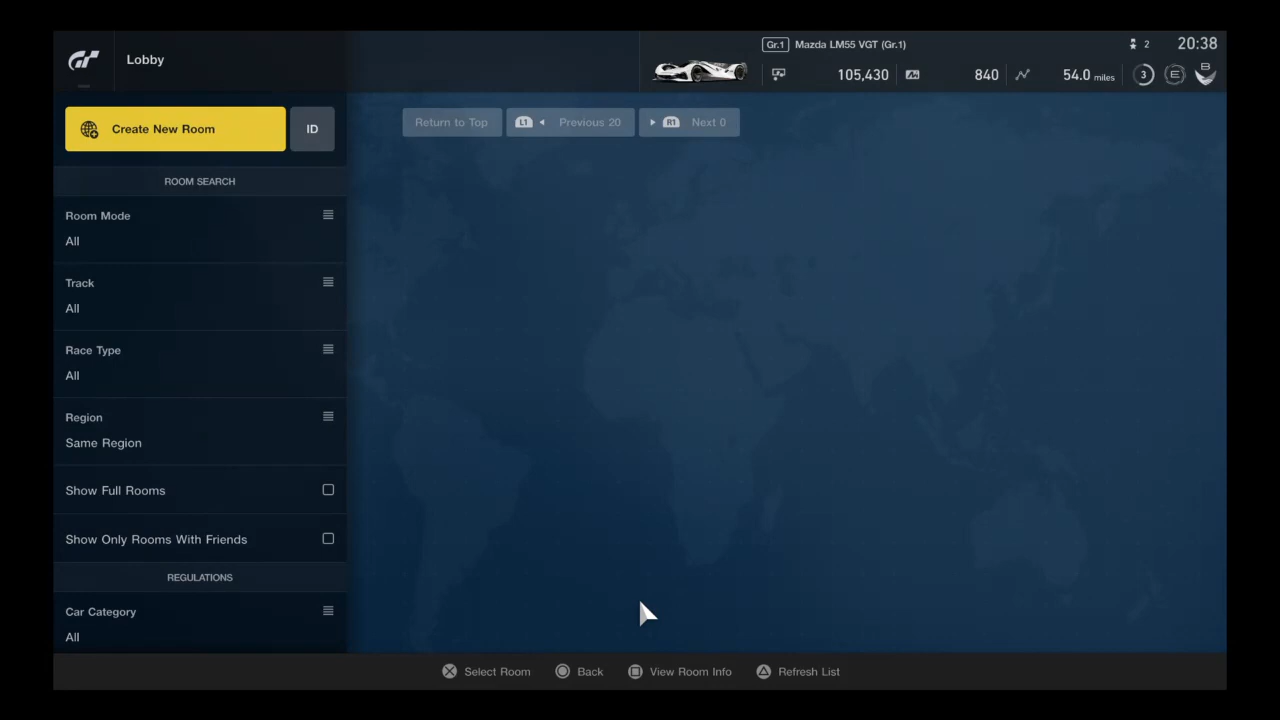 Lobby
Gr.1 Mazda LM55 VGT (Gr.1)
2 20:38
105,430 840 54.0 miles 3 E B
Create New Room ID
Return to Top L1 Previous 20 R1 Next 0
ROOM SEARCH
Room Mode
All
Track
All
Race Type
All
Region
Same Region
Show Full Rooms
Show Only Rooms With Friends
REGULATIONS
Car Category
All
Select Room Back View Room Info Refresh List